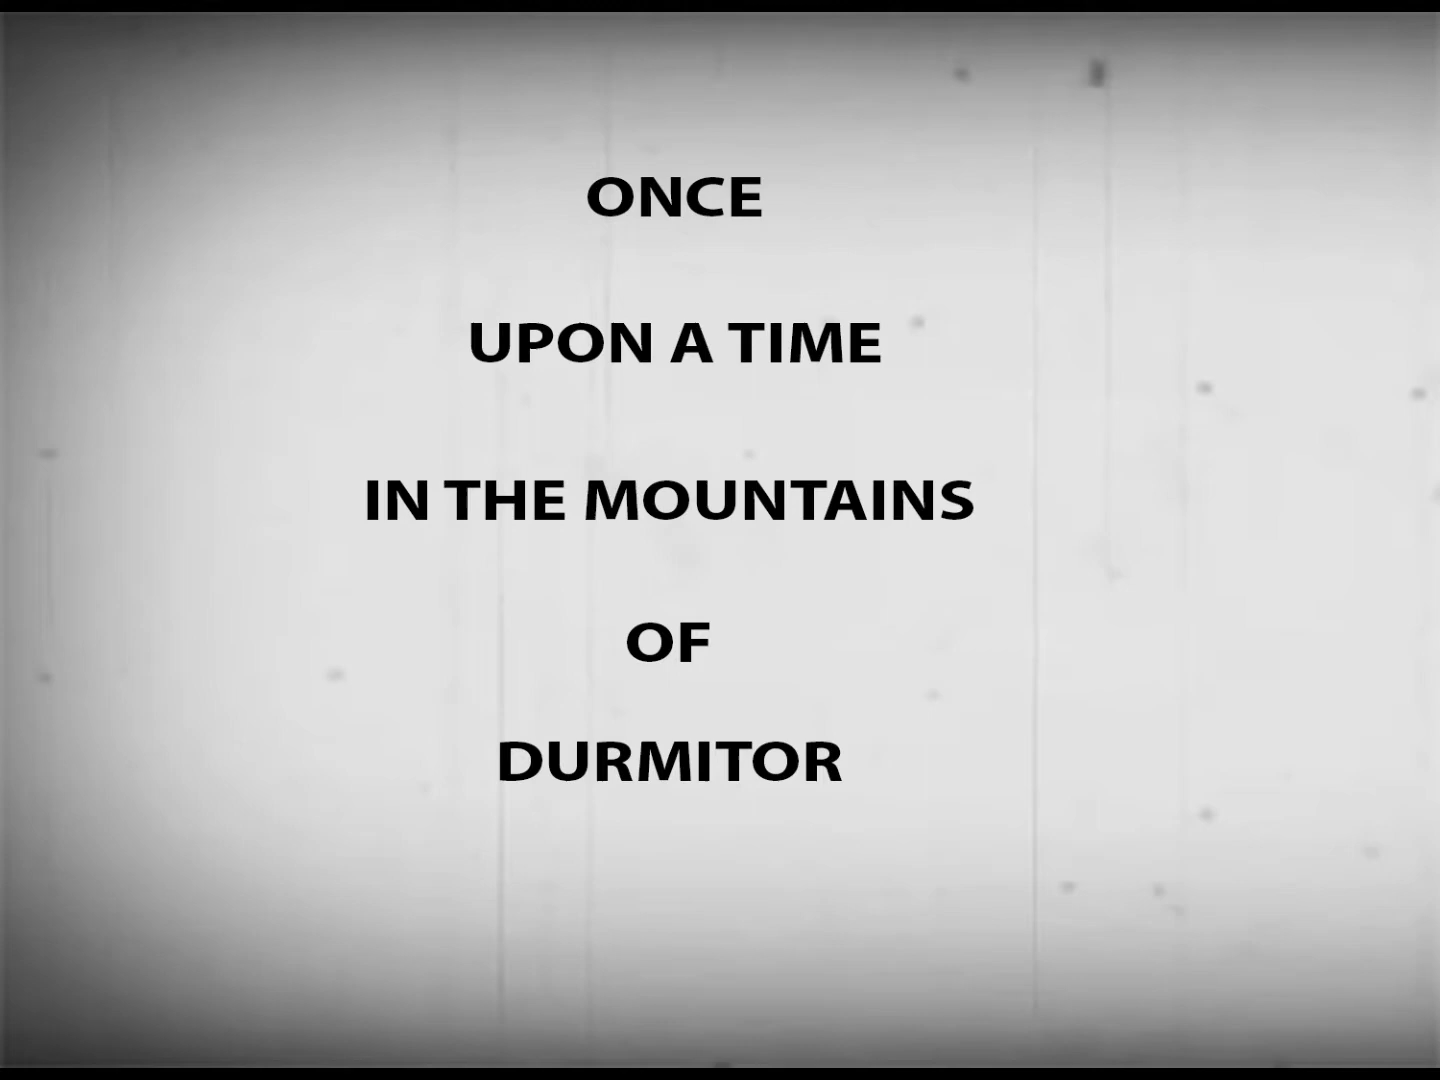 ONCE
UPON A TIME
IN THE MOUNTAINS
OF
DURMITOR